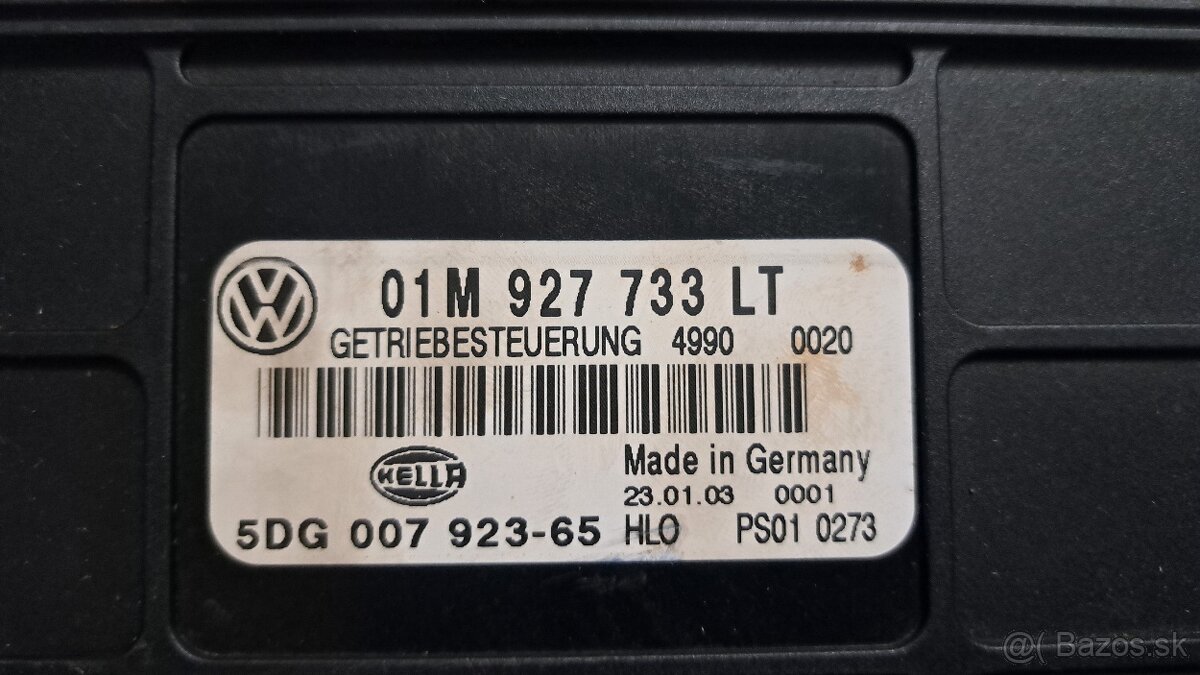 01M 927 733 LT
GETRIEBESTEUERUNG 4990 0020
HELLA
Made in Germany
23.01.03 0001
5DG 007 923-65 HLO PS01 0273
@( Bazos.sk